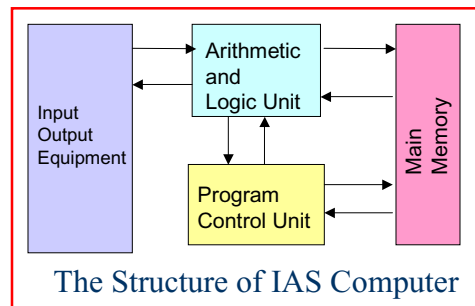 Input
Output
Equipment
Arithmetic
and
Logic Unit
Program
Control Unit
Main
Memory
The Structure of IAS Computer